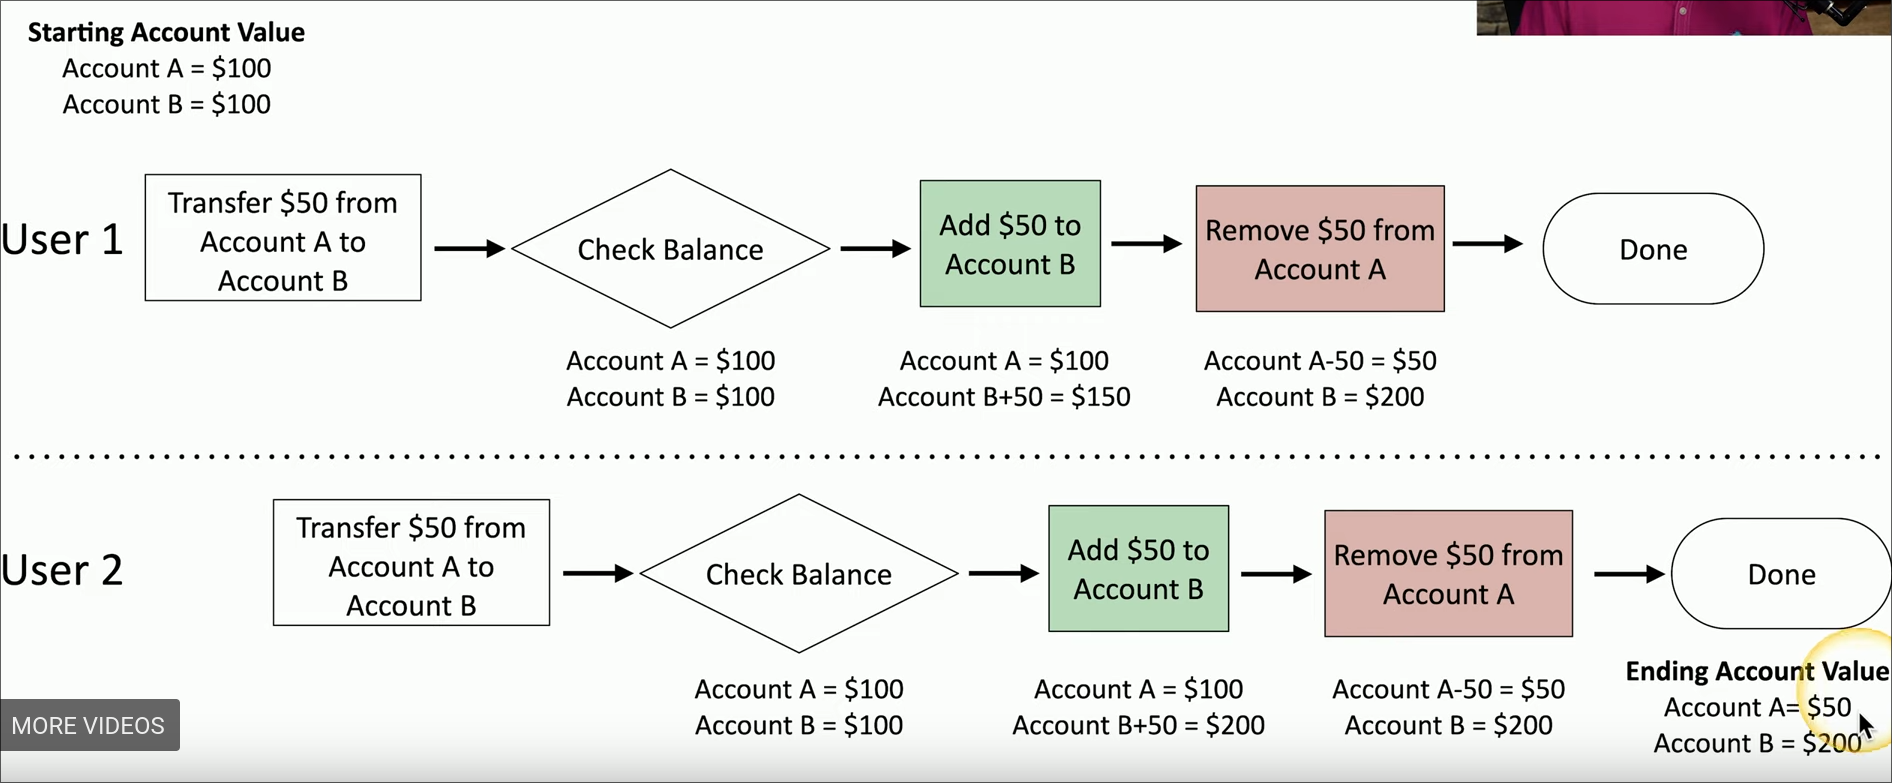 Starting Account Value
Account A = $100
Account B = $100
User 1
Transfer $50 from
Account A to
Account B
Check Balance
Account A = $100
Account B = $100
Add $50 to
Account B
Account A = $100
Account B+50 = $150
Remove $50 from
Account A
Account A-50 = $50
Account B = $200
Done
User 2
Transfer $50 from
Account A to
Account B
Check Balance
Account A = $100
Account B = $100
Add $50 to
Account B
Account A = $100
Account B+50 = $200
Remove $50 from
Account A
Account A-50 = $50
Account B = $200
Done
Ending Account Value
Account A= $50
Account B = $200
MORE VIDEOS